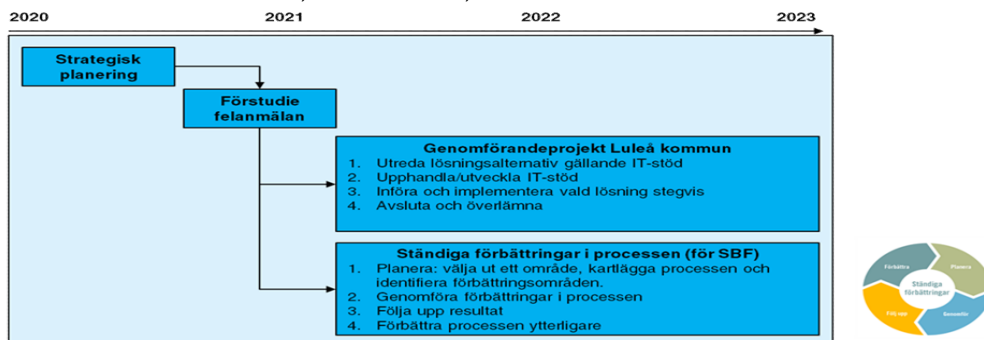 2020 2021 2022 2023
Strategisk
planering
Förstudie
felanmälan
Genomförandeprojekt Luleå kommun
1. Utreda lösningsalternativ gällande IT-stöd
2. Upphandla/utveckla IT-stöd
3. Införa och implementera vald lösning stegvis
4. Avsluta och överlämna
Ständiga förbättringar i processen (för SBF)
1. Planera: välja ut ett område, kartlägga processen och
identifiera förbättringsområden.
2. Genomföra förbättringar i processen
3. Följa upp resultat
4. Förbättra processen ytterligare
Förbättra
Planera
Ständiga
förbättringar
Följ upp
Genomför